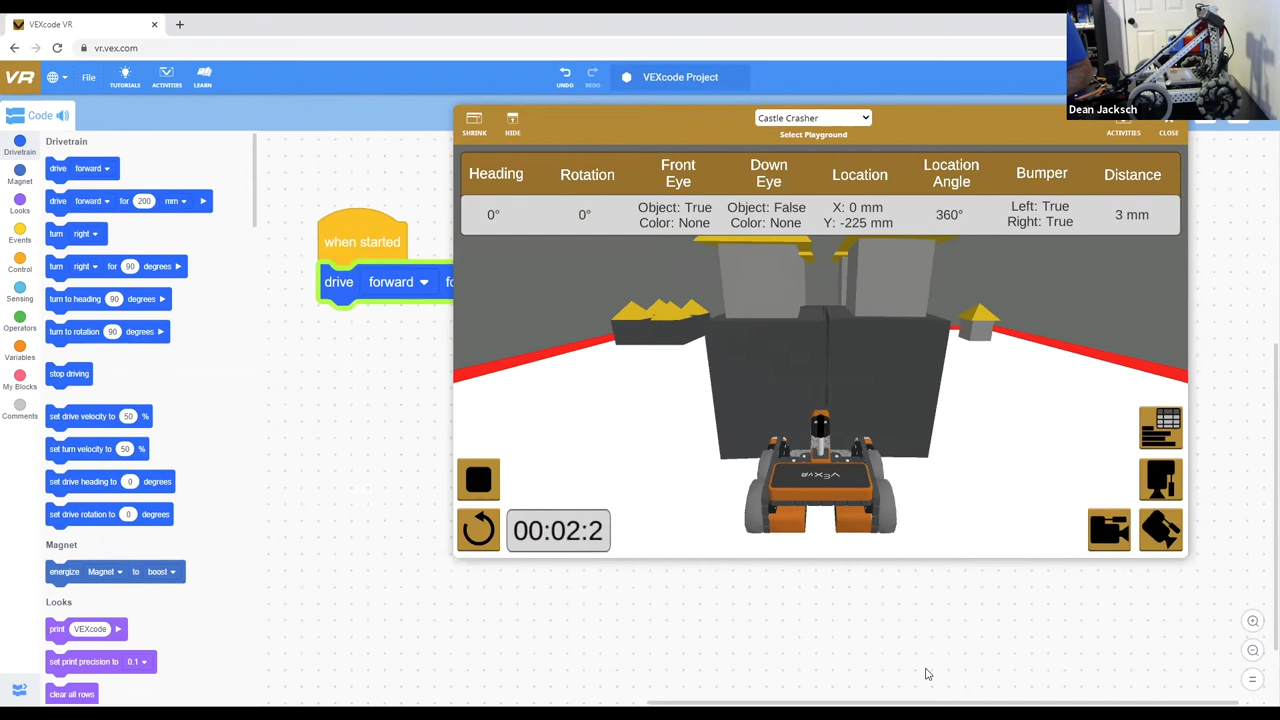 VEXcode VR
vr.vex.com
Dean Jacksch
VR
File
TUTORIALS
ACTIVITIES
LEARN
UNDO
REDO
VEXcode Project
Code
SHRINK
HIDE
Castle Crasher
Select Playground
ACTIVITIES
CLOSE
Drivetrain
Magnet
Looks
Events
Control
Sensing
Operators
Variables
My Blocks
Comments
Drivetrain
drive forward
drive forward for 200 mm
turn right
turn right for 90 degrees
turn to heading 90 degrees
turn to rotation 90 degrees
stop driving
set drive velocity to 50 %
set turn velocity to 50 %
set drive heading to 0 degrees
set drive rotation to 0 degrees
Magnet
energize Magnet to boost
Looks
print VEXcode
set print precision to 0.1
clear all rows
when started
drive forward fo
Heading Rotation Front Eye Down Eye Location Location Angle Bumper Distance
0° 0° Object: True Object: False X: 0 mm 360° Left: True 3 mm
Color: None Color: None Y: -225 mm Right: True
VEX VR
00:02:2